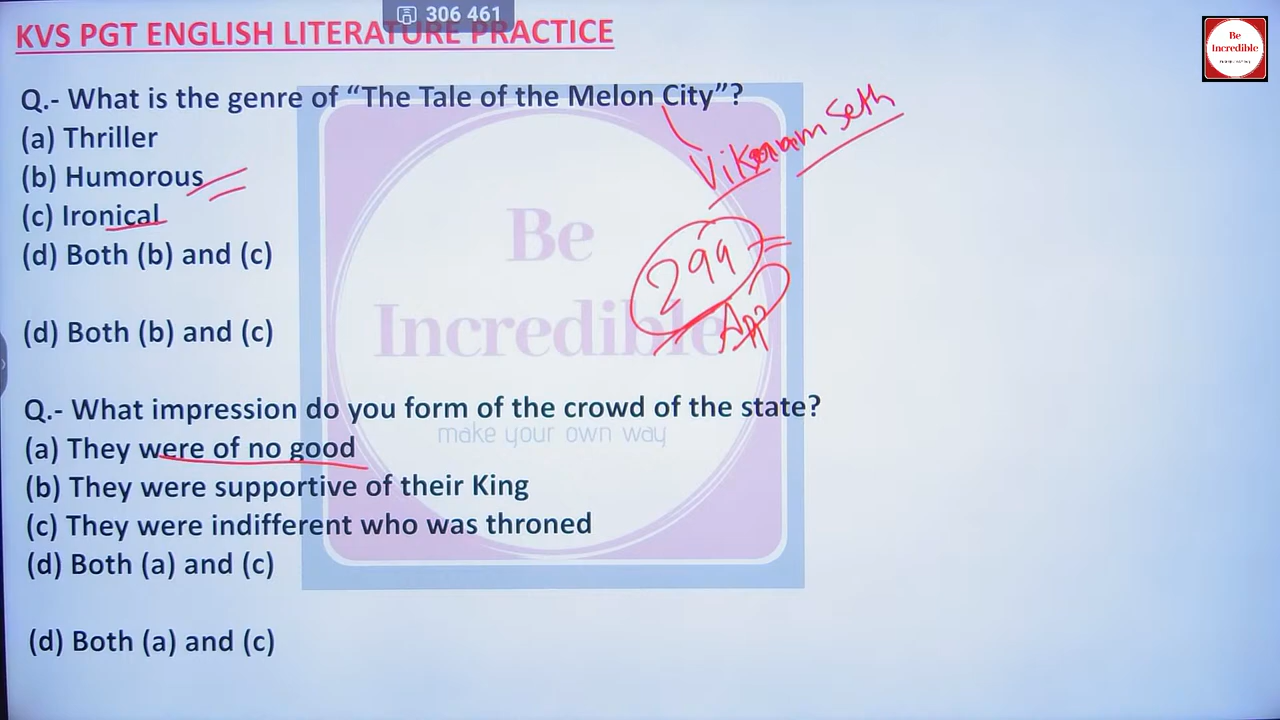 306 461
KVS PGT ENGLISH LITERATURE PRACTICE
Be
Incredible
Q.- What is the genre of “The Tale of the Melon City”?
(a) Thriller
(b) Humorous
(c) Ironical
(d) Both (b) and (c)
Vikram Seth
299
App
Be
Incredible
make your own way
(d) Both (b) and (c)
Q.- What impression do you form of the crowd of the state?
(a) They were of no good
(b) They were supportive of their King
(c) They were indifferent who was throned
(d) Both (a) and (c)
(d) Both (a) and (c)